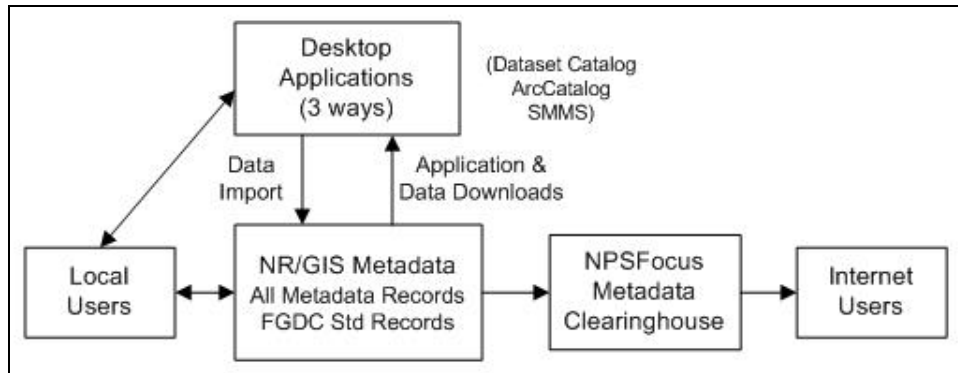 Desktop
Applications
(3 ways)
(Dataset Catalog
ArcCatalog
SMMS)
Data
Import
Application &
Data Downloads
Local
Users
NR/GIS Metadata
All Metadata Records
FGDC Std Records
NPSFocus
Metadata
Clearinghouse
Internet
Users